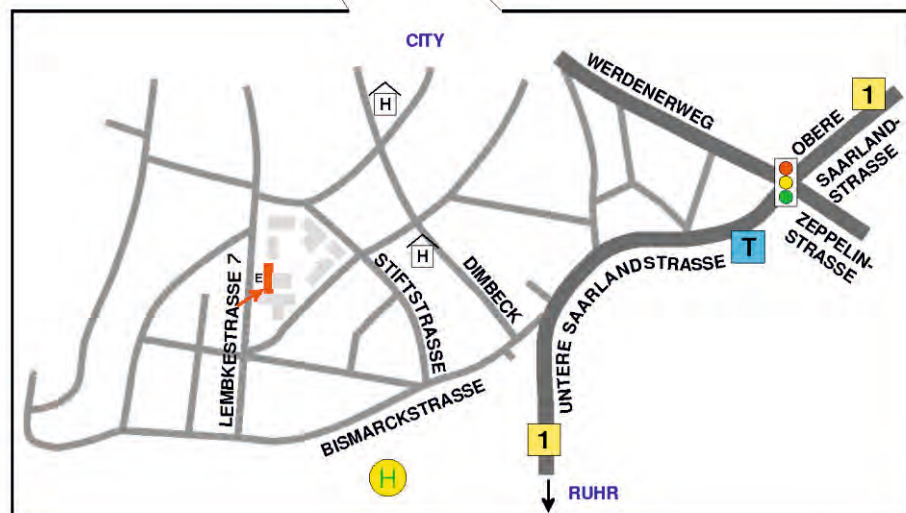 CITY
H
WERDENERWEG
OBERE
1
SAARLAND-
STRASSE
ZEPPELIN-
STRASSE
T
H
DIMBECK
STIFTSTRASSE
E
LEMBKESTRASSE 7
UNTERE SAARLANDSTRASSE
BISMARCKSTRASSE
1
H
RUHR